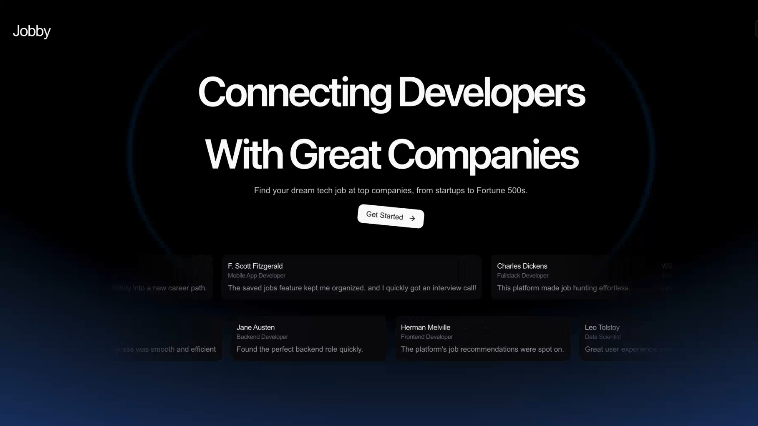 Jobby
Connecting Developers
With Great Companies
Find your dream tech job at top companies, from startups to Fortune 500s.
Get Started →
F. Scott Fitzgerald
Mobile App Developer
The saved jobs feature kept me organized, and I quickly got an interview call!
Charles Dickens
Fullstack Developer
This platform made job hunting effortless.
into a new career path.
Jane Austen
Backend Developer
Found the perfect backend role quickly.
Herman Melville
Frontend Developer
The platform's job recommendations were spot on.
Leo Tolstoy
Data Scientist
Great user experience
was smooth and efficient